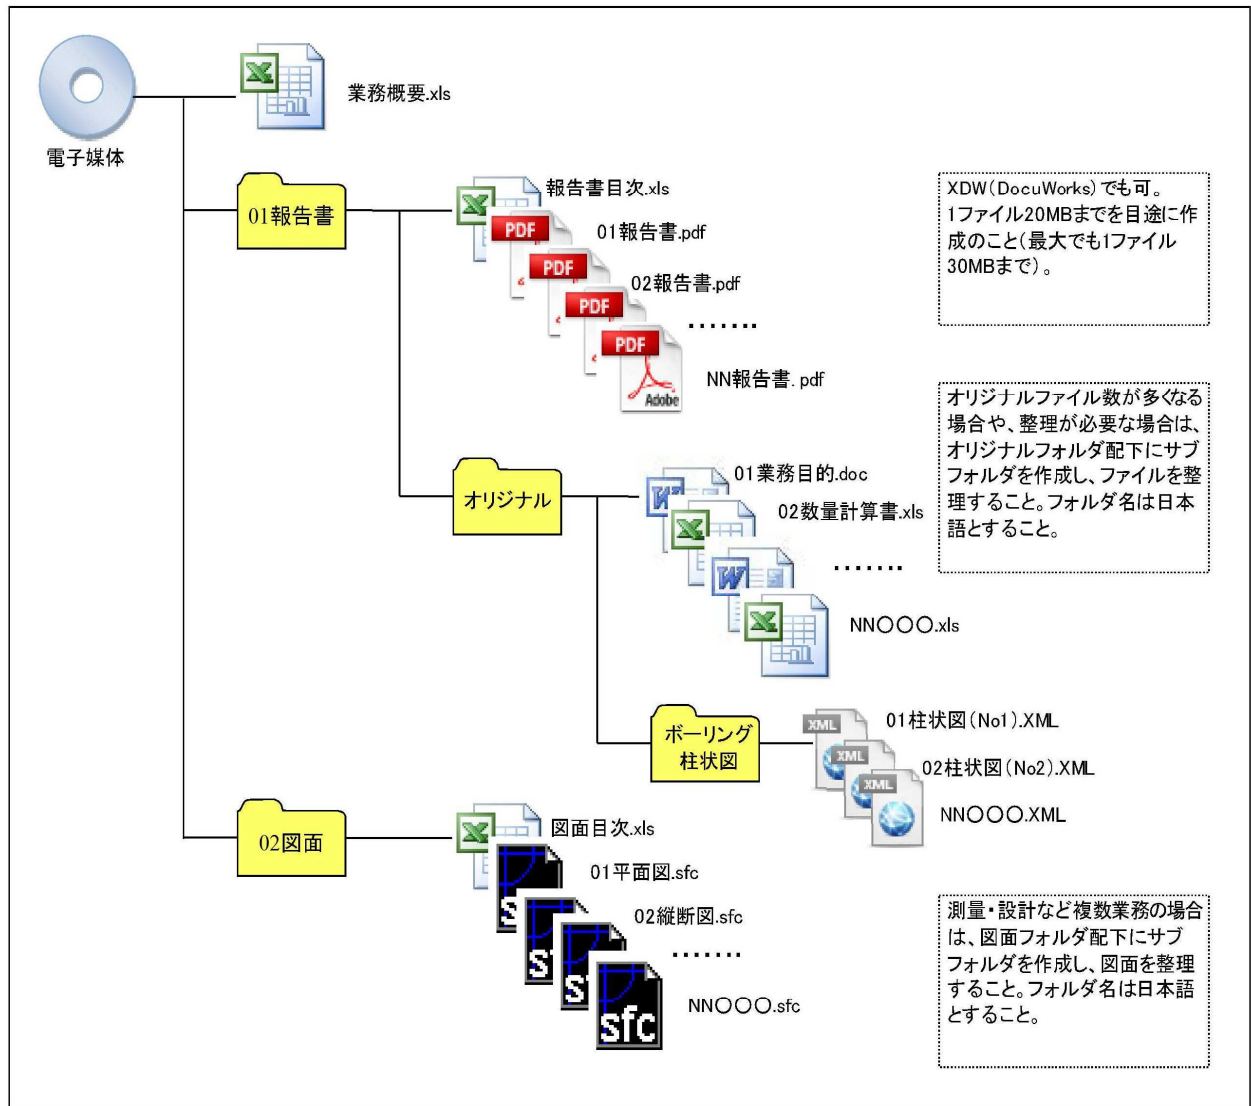 業務概要.xls
電子媒体
01報告書
報告書目次.xls
PDF
01報告書.pdf
PDF
02報告書.pdf
PDF
.......
PDF
NN報告書. pdf
Adobe
XDW(DocuWorks)でも可。
1ファイル20MBまでを目途に作
成のこと(最大でも1ファイル
30MBまで)。
オリジナルファイル数が多くなる
場合や、整理が必要な場合は、
オリジナルフォルダ配下にサブ
フォルダを作成し、ファイルを整
理すること。フォルダ名は日本
語とすること。
オリジナル
01業務目的.doc
02数量計算書.xls
.......
NN〇〇〇.xls
ボーリング
柱状図
XML
01柱状図(No1).XML
XML
02柱状図(No2).XML
XML
NN〇〇〇.XML
02図面
図面目次.xls
01平面図.sfc
02縦断図.sfc
.......
NN〇〇〇.sfc
sfc
測量・設計など複数業務の場合
は、図面フォルダ配下にサブ
フォルダを作成し、図面を整理
すること。フォルダ名は日本語
とすること。